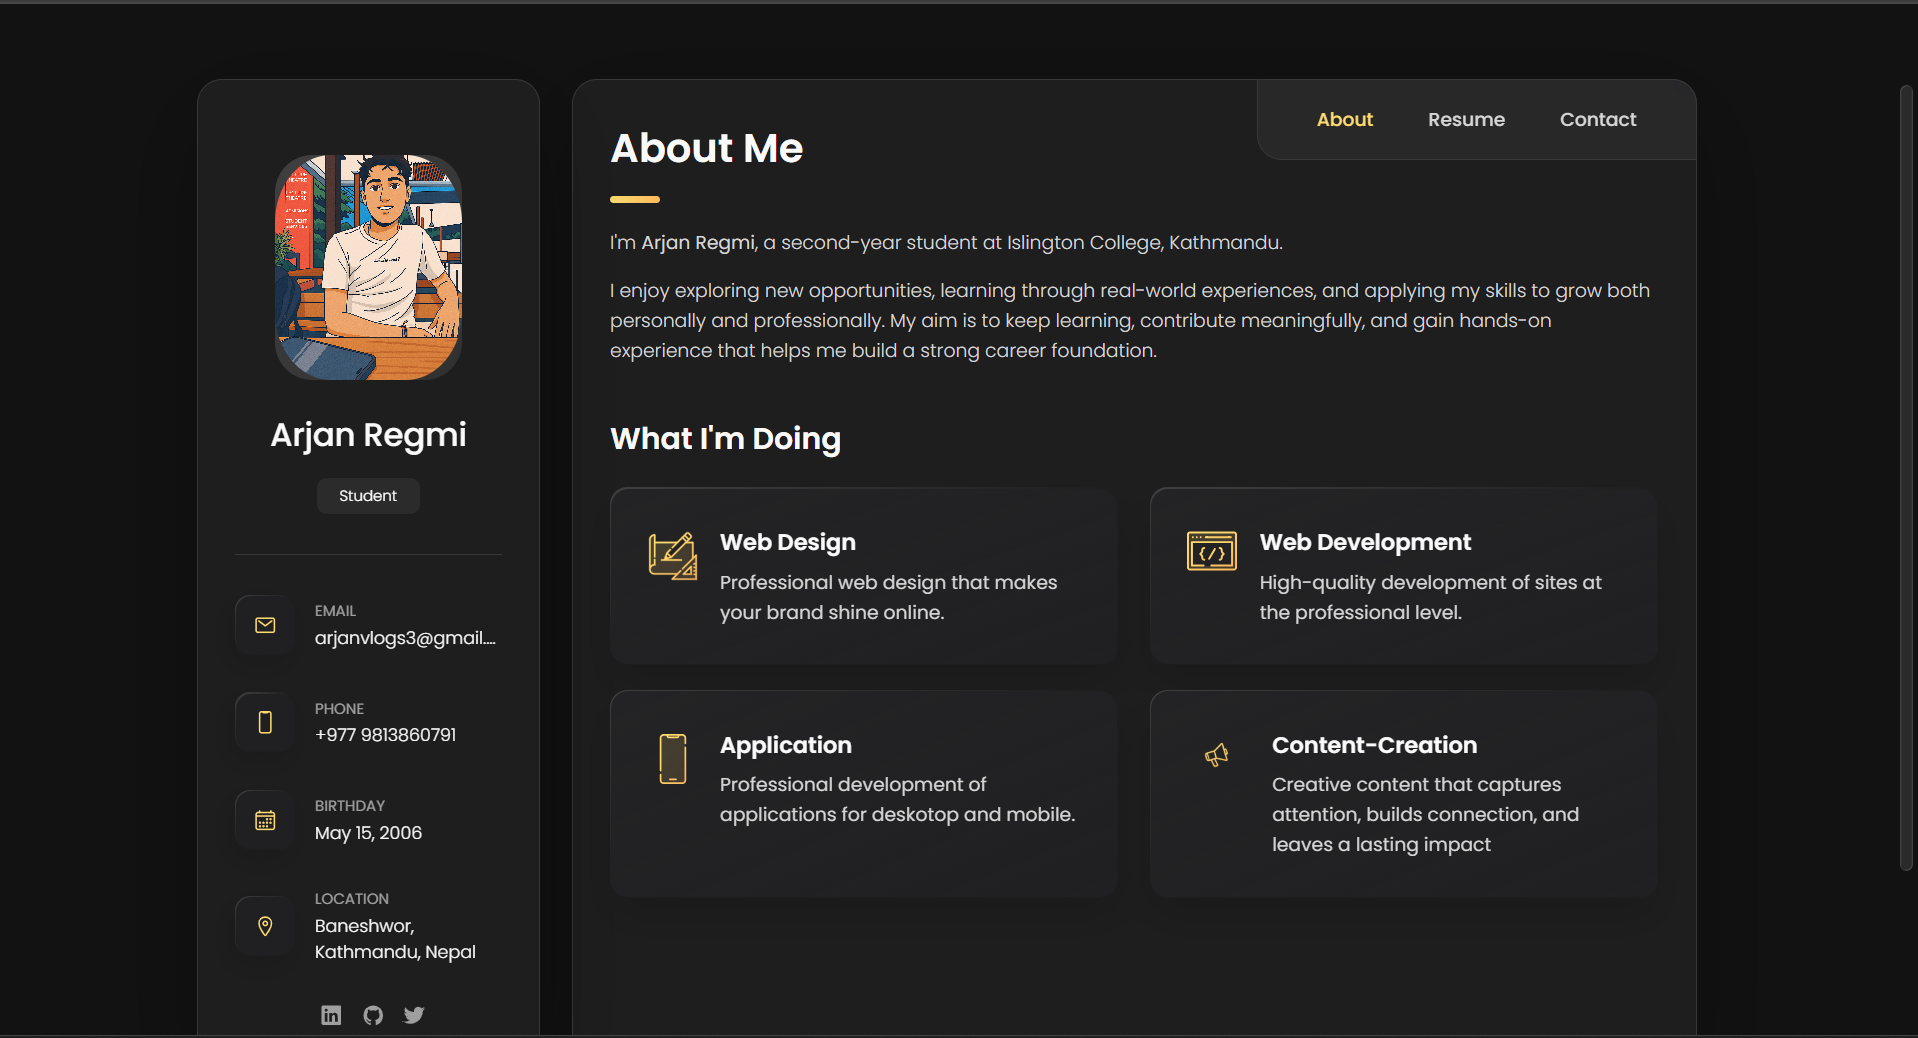 Arjan Regmi
Student
EMAIL
arjanvlogs3@gmail....
PHONE
+977 9813860791
BIRTHDAY
May 15, 2006
LOCATION
Baneshwor,
Kathmandu, Nepal
About
Resume
Contact
About Me
I'm Arjan Regmi, a second-year student at Islington College, Kathmandu.
I enjoy exploring new opportunities, learning through real-world experiences, and applying my skills to grow both
personally and professionally. My aim is to keep learning, contribute meaningfully, and gain hands-on
experience that helps me build a strong career foundation.
What I'm Doing
Web Design
Professional web design that makes
your brand shine online.
Web Development
High-quality development of sites at
the professional level.
Application
Professional development of
applications for deskotop and mobile.
Content-Creation
Creative content that captures
attention, builds connection, and
leaves a lasting impact